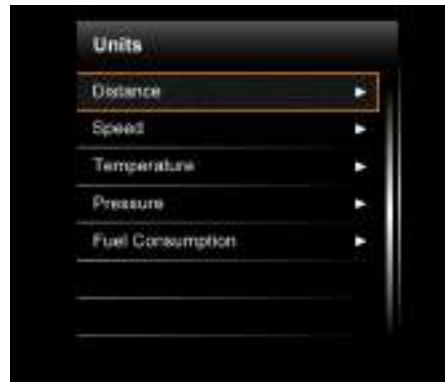 Units
Distance
Speed
Temperature
Pressure
Fuel Consumption